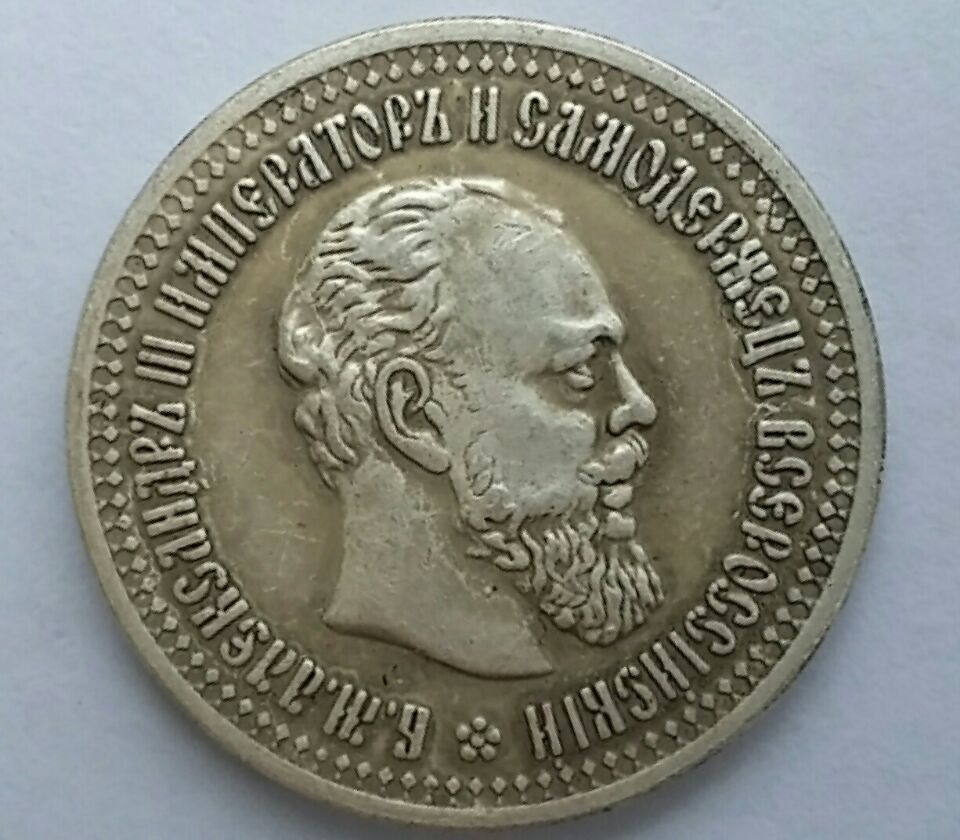 Б. М. АЛЕКСАНДРЪ III ИМПЕРАТОРЪ И САМОДЕРЖЕЦЪ ВСЕРОССІЙСКІЙ